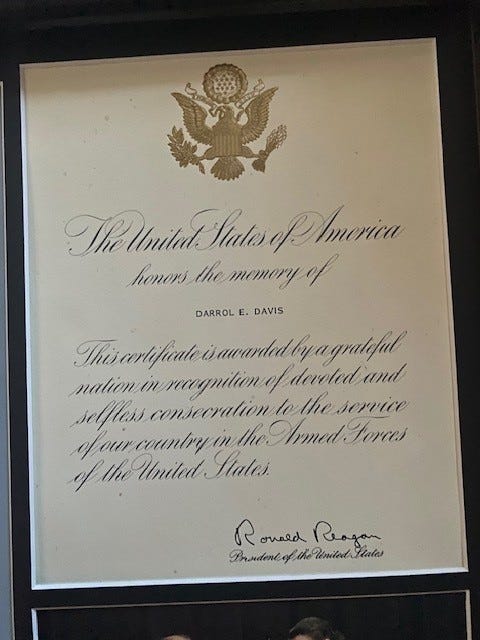 The United States of America
honors the memory of
DARROL E. DAVIS
This certificate is awarded by a grateful
nation in recognition of devoted and
selfless consecration to the service
of our country in the Armed Forces
of the United States.
Ronald Reagan
President of the United States